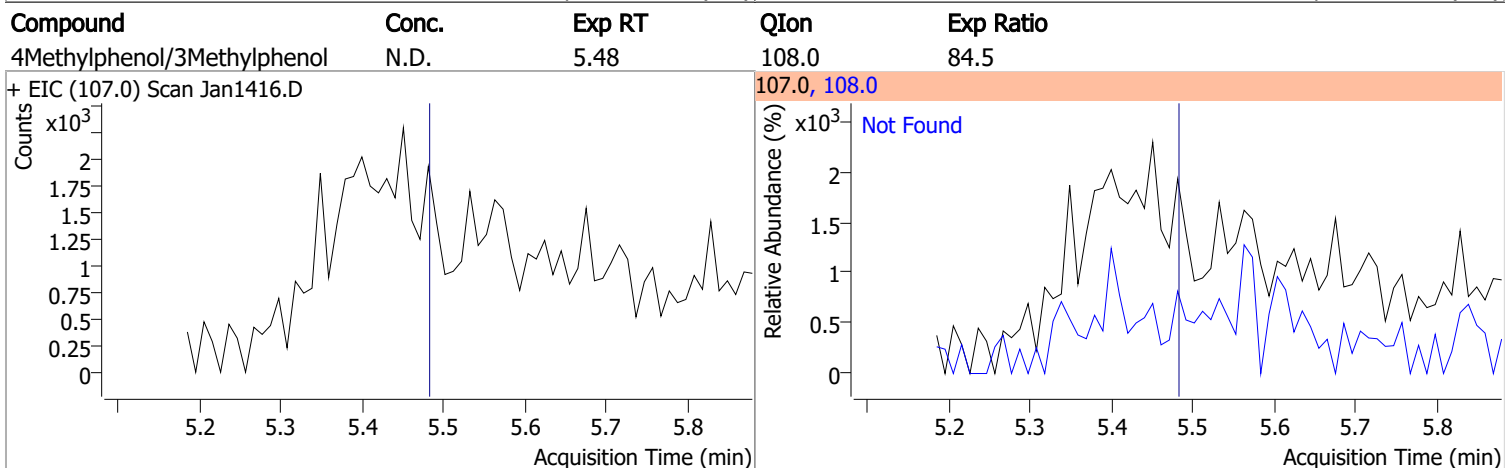 Compound Conc. Exp RT QIon Exp Ratio
4Methylphenol/3Methylphenol N.D. 5.48 108.0 84.5
+ EIC (107.0) Scan Jan1416.D
Counts
x10³
2
1.75
1.5
1.25
1
0.75
0.5
0.25
0
5.2 5.3 5.4 5.5 5.6 5.7 5.8
Acquisition Time (min)
107.0, 108.0
Relative Abundance (%)
x10³
Not Found
2
1.5
1
0.5
0
5.2 5.3 5.4 5.5 5.6 5.7 5.8
Acquisition Time (min)